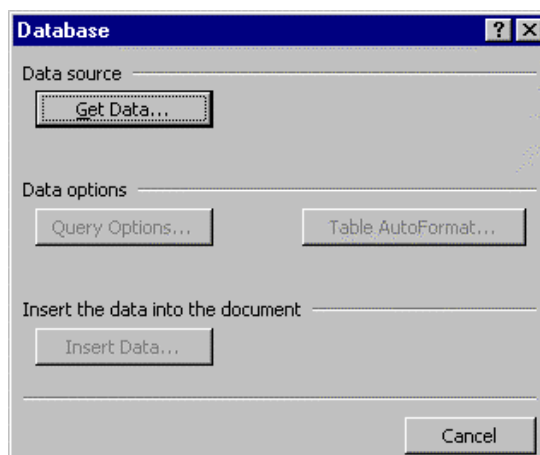 Database
Data source
Get Data...
Data options
Query Options... Table AutoFormat...
Insert the data into the document
Insert Data...
Cancel